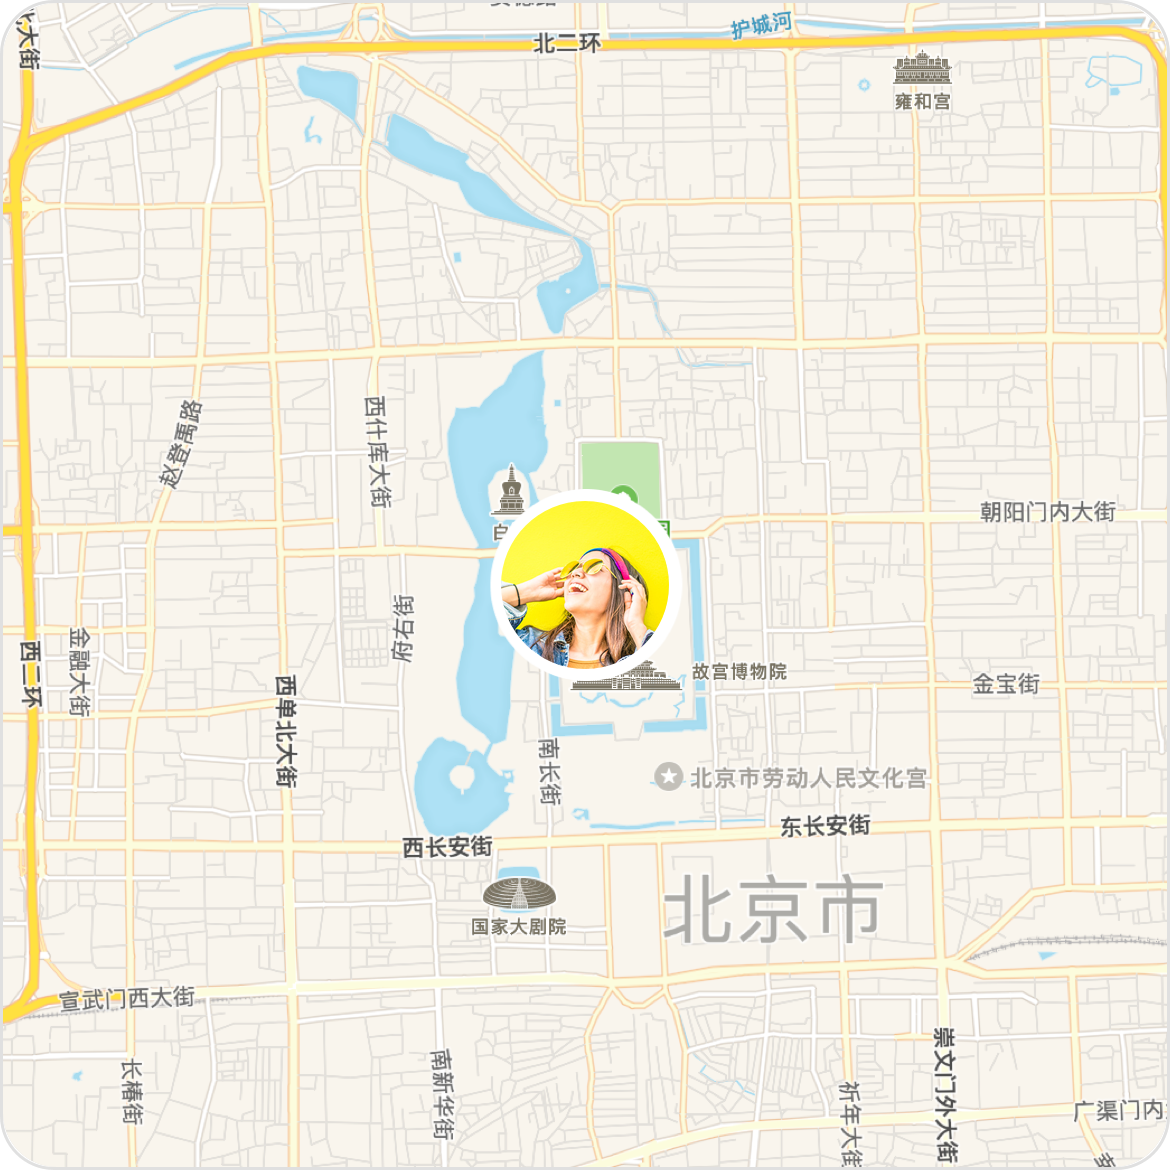 护城河
北二环
雍和宫
赵登禹路
西什库大街
朝阳门内大街
白
府右街
金融大街
西二环
故宫博物院
金宝街
西单北大街
南长街
北京市劳动人民文化宫
东长安街
西长安街
北京市
国家大剧院
宣武门西大街
长椿街
南新华街
崇文门外大街
祈年大街
广渠门内